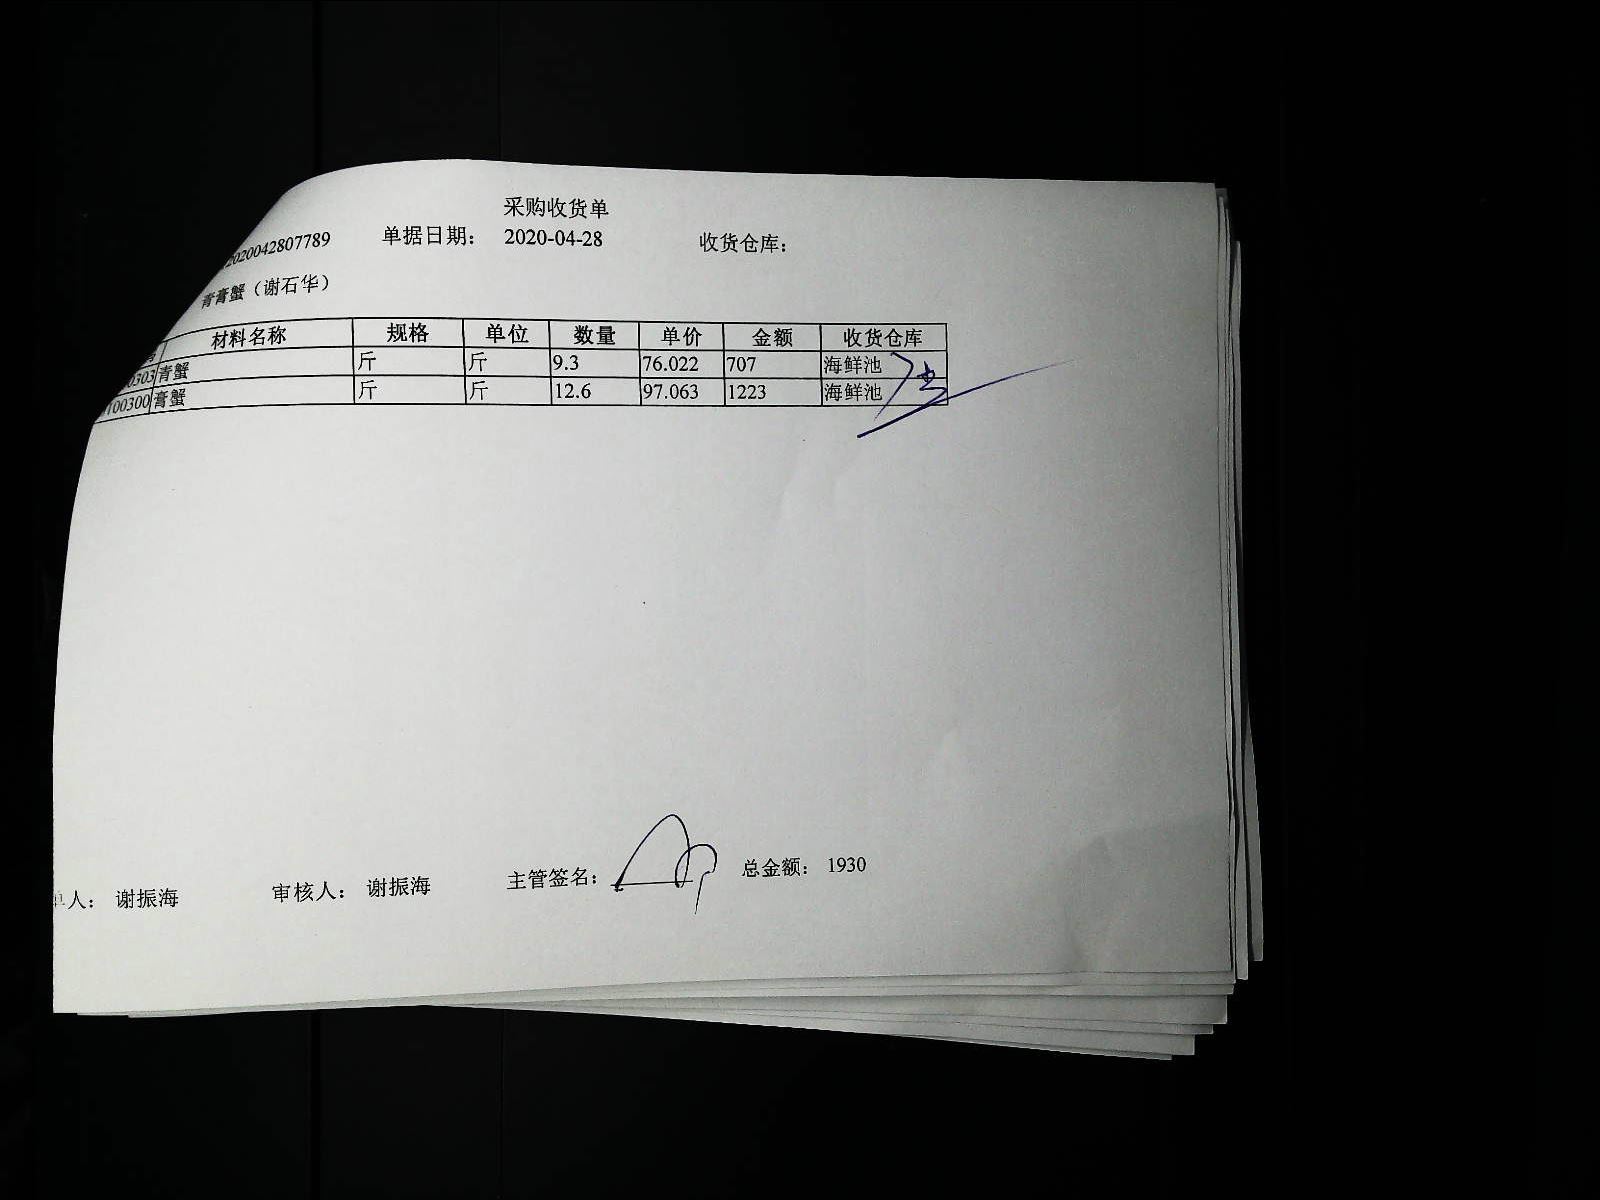 采购收货单
2020042807789 单据日期： 2020-04-28 收货仓库：
青膏蟹（谢石华）
材料名称 规格 单位 数量 单价 金额 收货仓库
0303 青蟹 斤 斤 9.3 76.022 707 海鲜池
100300 膏蟹 斤 斤 12.6 97.063 1223 海鲜池
单人： 谢振海 审核人： 谢振海 主管签名： 总金额： 1930